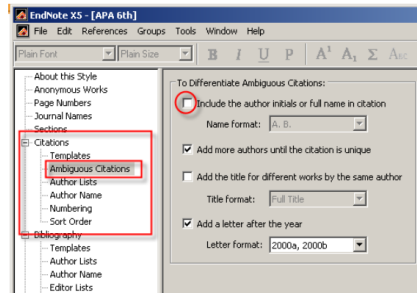 EndNote X5 - [APA 6th]
File Edit References Groups Tools Window Help
Plain Font Plain Size B I U P A¹ A₁ Σ Abc
About this Style
Anonymous Works
Page Numbers
Journal Names
Sections
Citations
Templates
Ambiguous Citations
Author Lists
Author Name
Numbering
Sort Order
Bibliography
Templates
Author Lists
Author Name
Editor Lists
To Differentiate Ambiguous Citations:
Include the author initials or full name in citation
Name format: A. B.
Add more authors until the citation is unique
Add the title for different works by the same author
Title format: Full Title
Add a letter after the year
Letter format: 2000a, 2000b